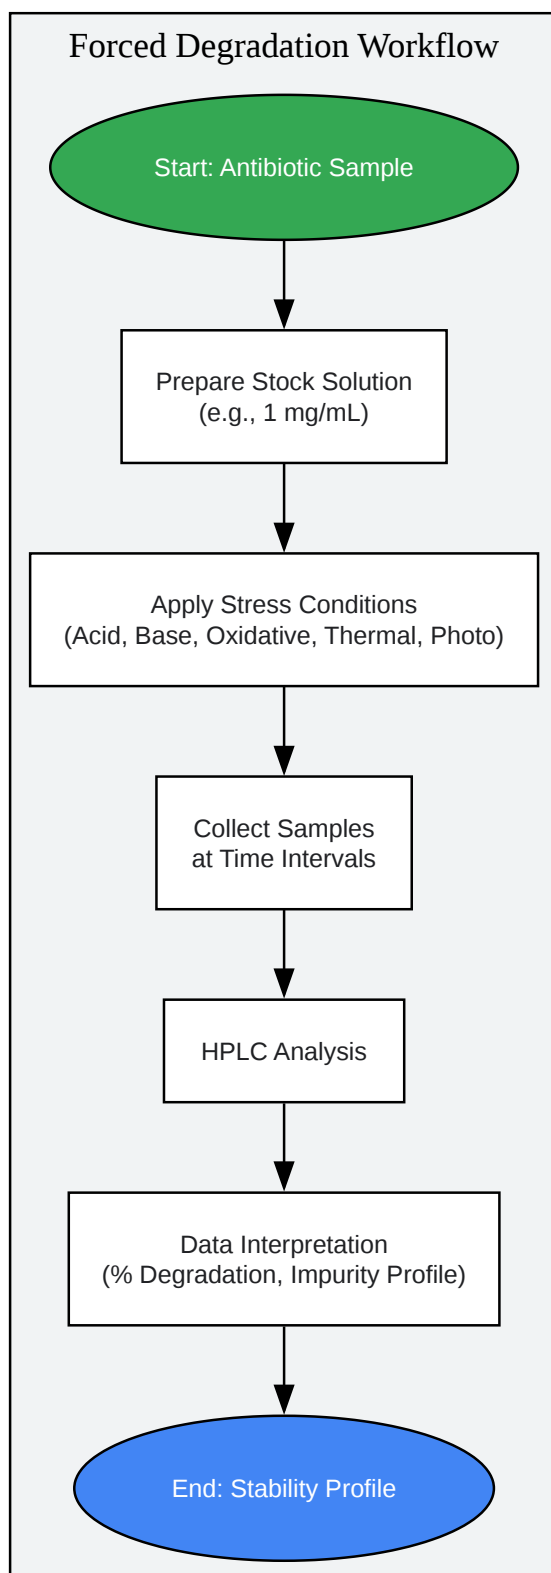 Forced Degradation Workflow
Start: Antibiotic Sample
Prepare Stock Solution
(e.g., 1 mg/mL)
Apply Stress Conditions
(Acid, Base, Oxidative, Thermal, Photo)
Collect Samples
at Time Intervals
HPLC Analysis
Data Interpretation
(% Degradation, Impurity Profile)
End: Stability Profile